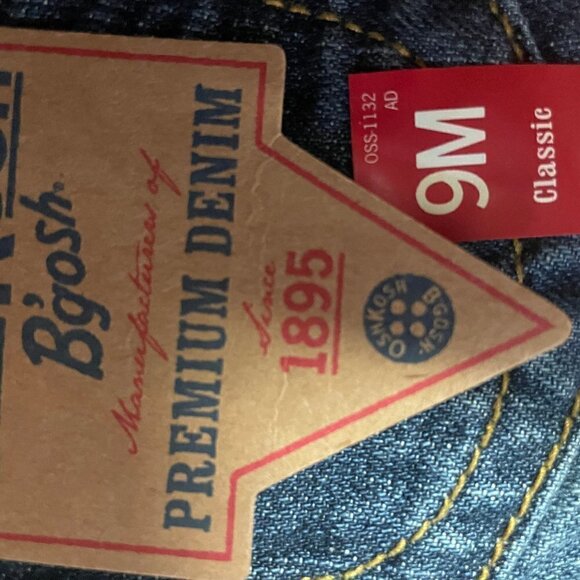 B'gosh
Manufacturers of
PREMIUM DENIM
Since
1895
OSHKOSH B'GOSH
OSS-1132
AD
9M
Classic